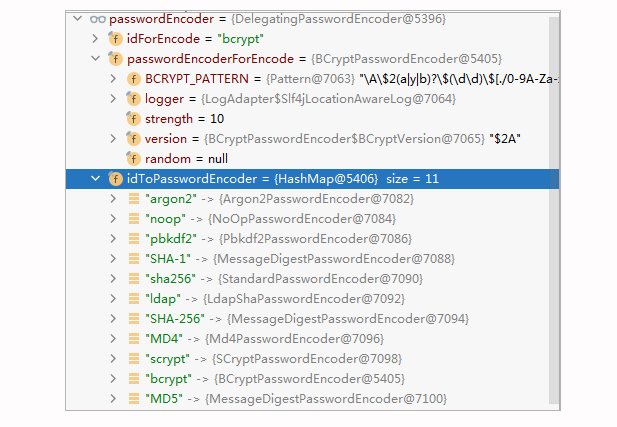 passwordEncoder = {DelegatingPasswordEncoder@5396}
f idForEncode = "bcrypt"
f passwordEncoderForEncode = {BCryptPasswordEncoder@5405}
f BCRYPT_PATTERN = {Pattern@7063} "\A\$2(a|y|b)?\$(\d\d)\$[./0-9A-Za-
f logger = {LogAdapter$Slf4jLocationAwareLog@7064}
f strength = 10
f version = {BCryptPasswordEncoder$BCryptVersion@7065} "$2A"
f random = null
f idToPasswordEncoder = {HashMap@5406} size = 11
"argon2" -> {Argon2PasswordEncoder@7082}
"noop" -> {NoOpPasswordEncoder@7084}
"pbkdf2" -> {Pbkdf2PasswordEncoder@7086}
"SHA-1" -> {MessageDigestPasswordEncoder@7088}
"sha256" -> {StandardPasswordEncoder@7090}
"ldap" -> {LdapShaPasswordEncoder@7092}
"SHA-256" -> {MessageDigestPasswordEncoder@7094}
"MD4" -> {Md4PasswordEncoder@7096}
"scrypt" -> {SCryptPasswordEncoder@7098}
"bcrypt" -> {BCryptPasswordEncoder@5405}
"MD5" -> {MessageDigestPasswordEncoder@7100}